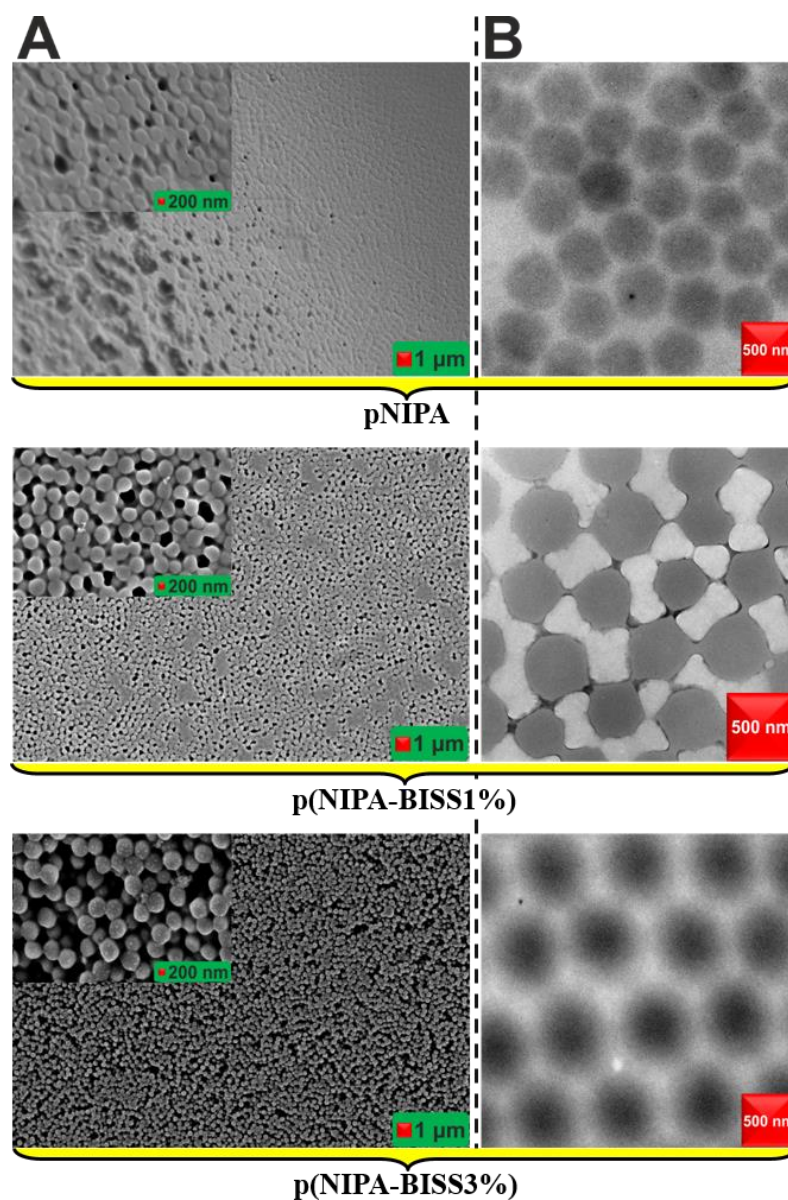 A
B
200 nm
1 µm
500 nm
pNIPA
200 nm
1 µm
500 nm
p(NIPA-BISS1%)
200 nm
1 µm
500 nm
p(NIPA-BISS3%)